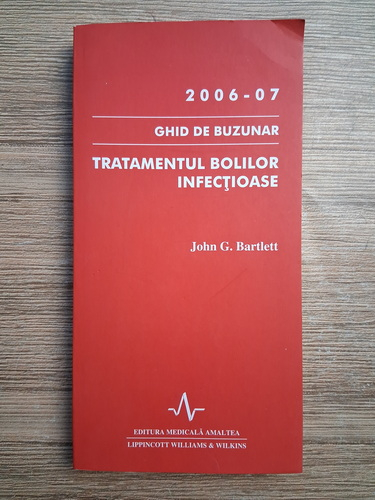 2006-07
GHID DE BUZUNAR
TRATAMENTUL BOLILOR
INFECŢIOASE
John G. Bartlett
EDITURA MEDICALĂ AMALTEA
LIPPINCOTT WILLIAMS & WILKINS